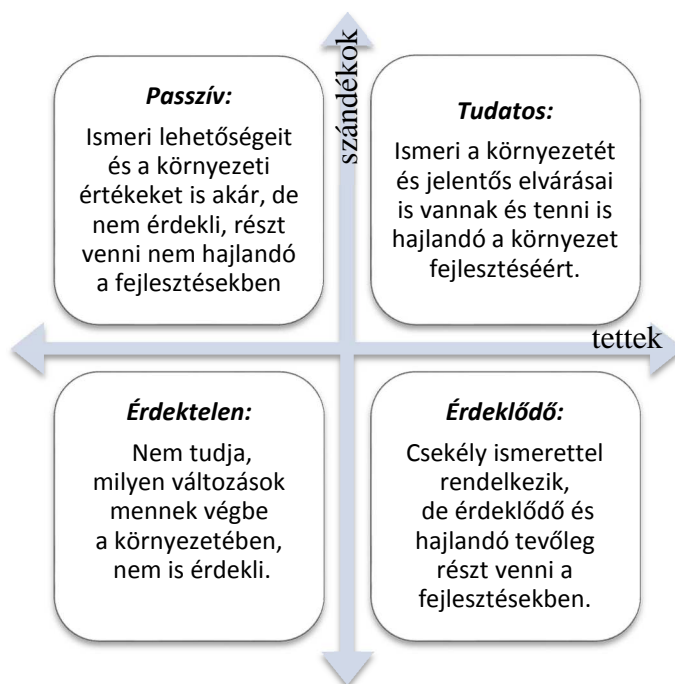 szándékok
Passzív:
Ismeri lehetőségeit
és a környezeti
értékeket is akár, de
nem érdekli, részt
venni nem hajlandó
a fejlesztésekben
Tudatos:
Ismeri a környezetét
és jelentős elvárásai
is vannak és tenni is
hajlandó a környezet
fejlesztéséért.
tettek
Érdektelen:
Nem tudja,
milyen változások
mennek végbe
a környezetében,
nem is érdekli.
Érdeklődő:
Csekély ismerettel
rendelkezik,
de érdeklődő és
hajlandó tevőleg
részt venni a
fejlesztésekben.